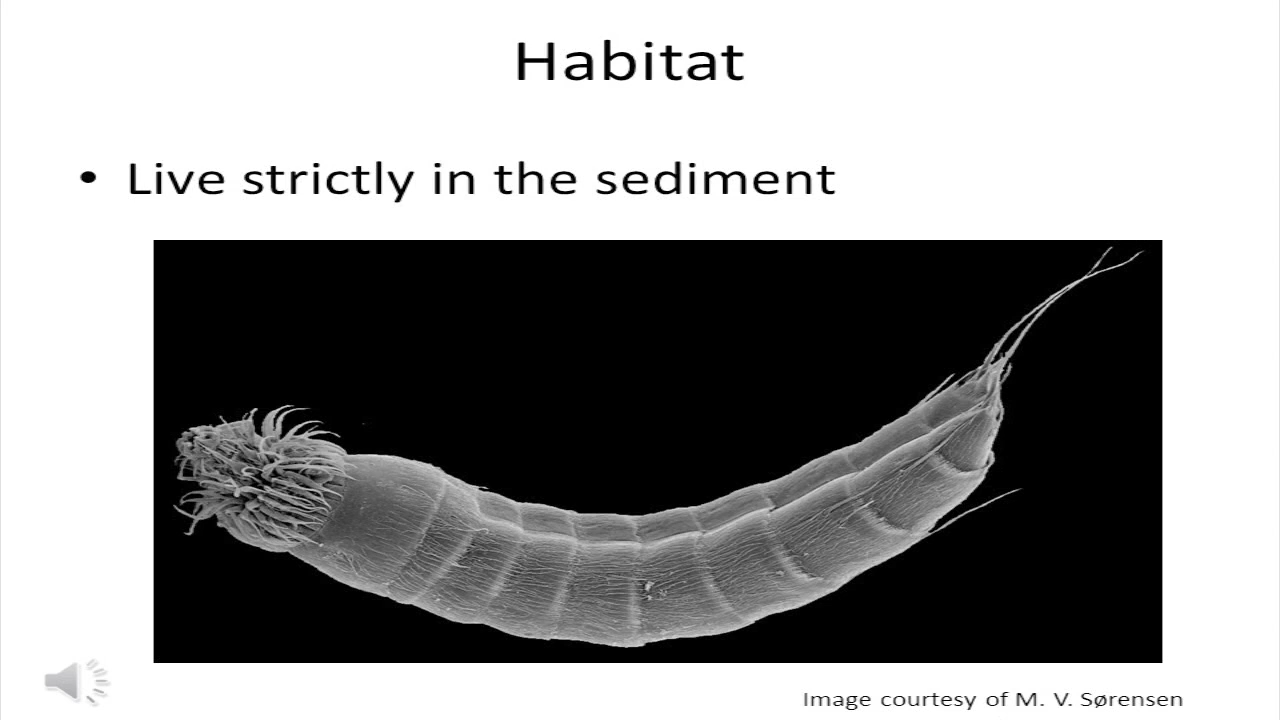 Habitat
• Live strictly in the sediment
Image courtesy of M. V. Sørensen